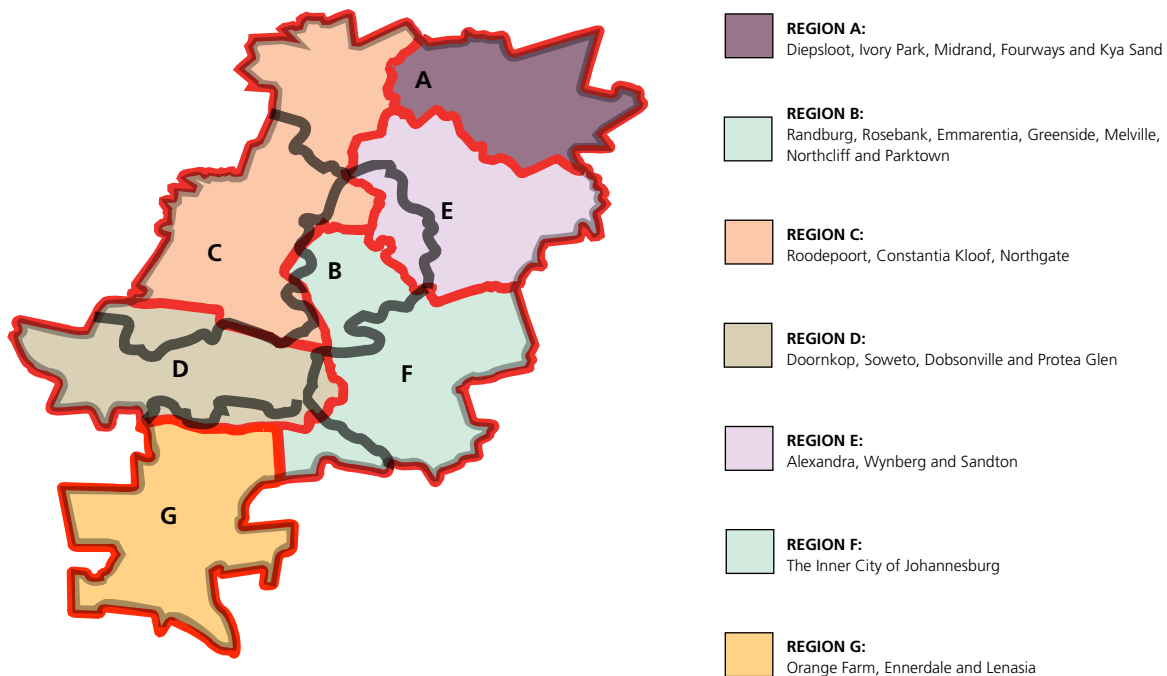 A
E
C
B
D
F
G
REGION A:
Diepsloot, Ivory Park, Midrand, Fourways and Kya Sand
REGION B:
Randburg, Rosebank, Emmarentia, Greenside, Melville,
Northcliff and Parktown
REGION C:
Roodepoort, Constantia Kloof, Northgate
REGION D:
Doornkop, Soweto, Dobsonville and Protea Glen
REGION E:
Alexandra, Wynberg and Sandton
REGION F:
The Inner City of Johannesburg
REGION G:
Orange Farm, Ennerdale and Lenasia